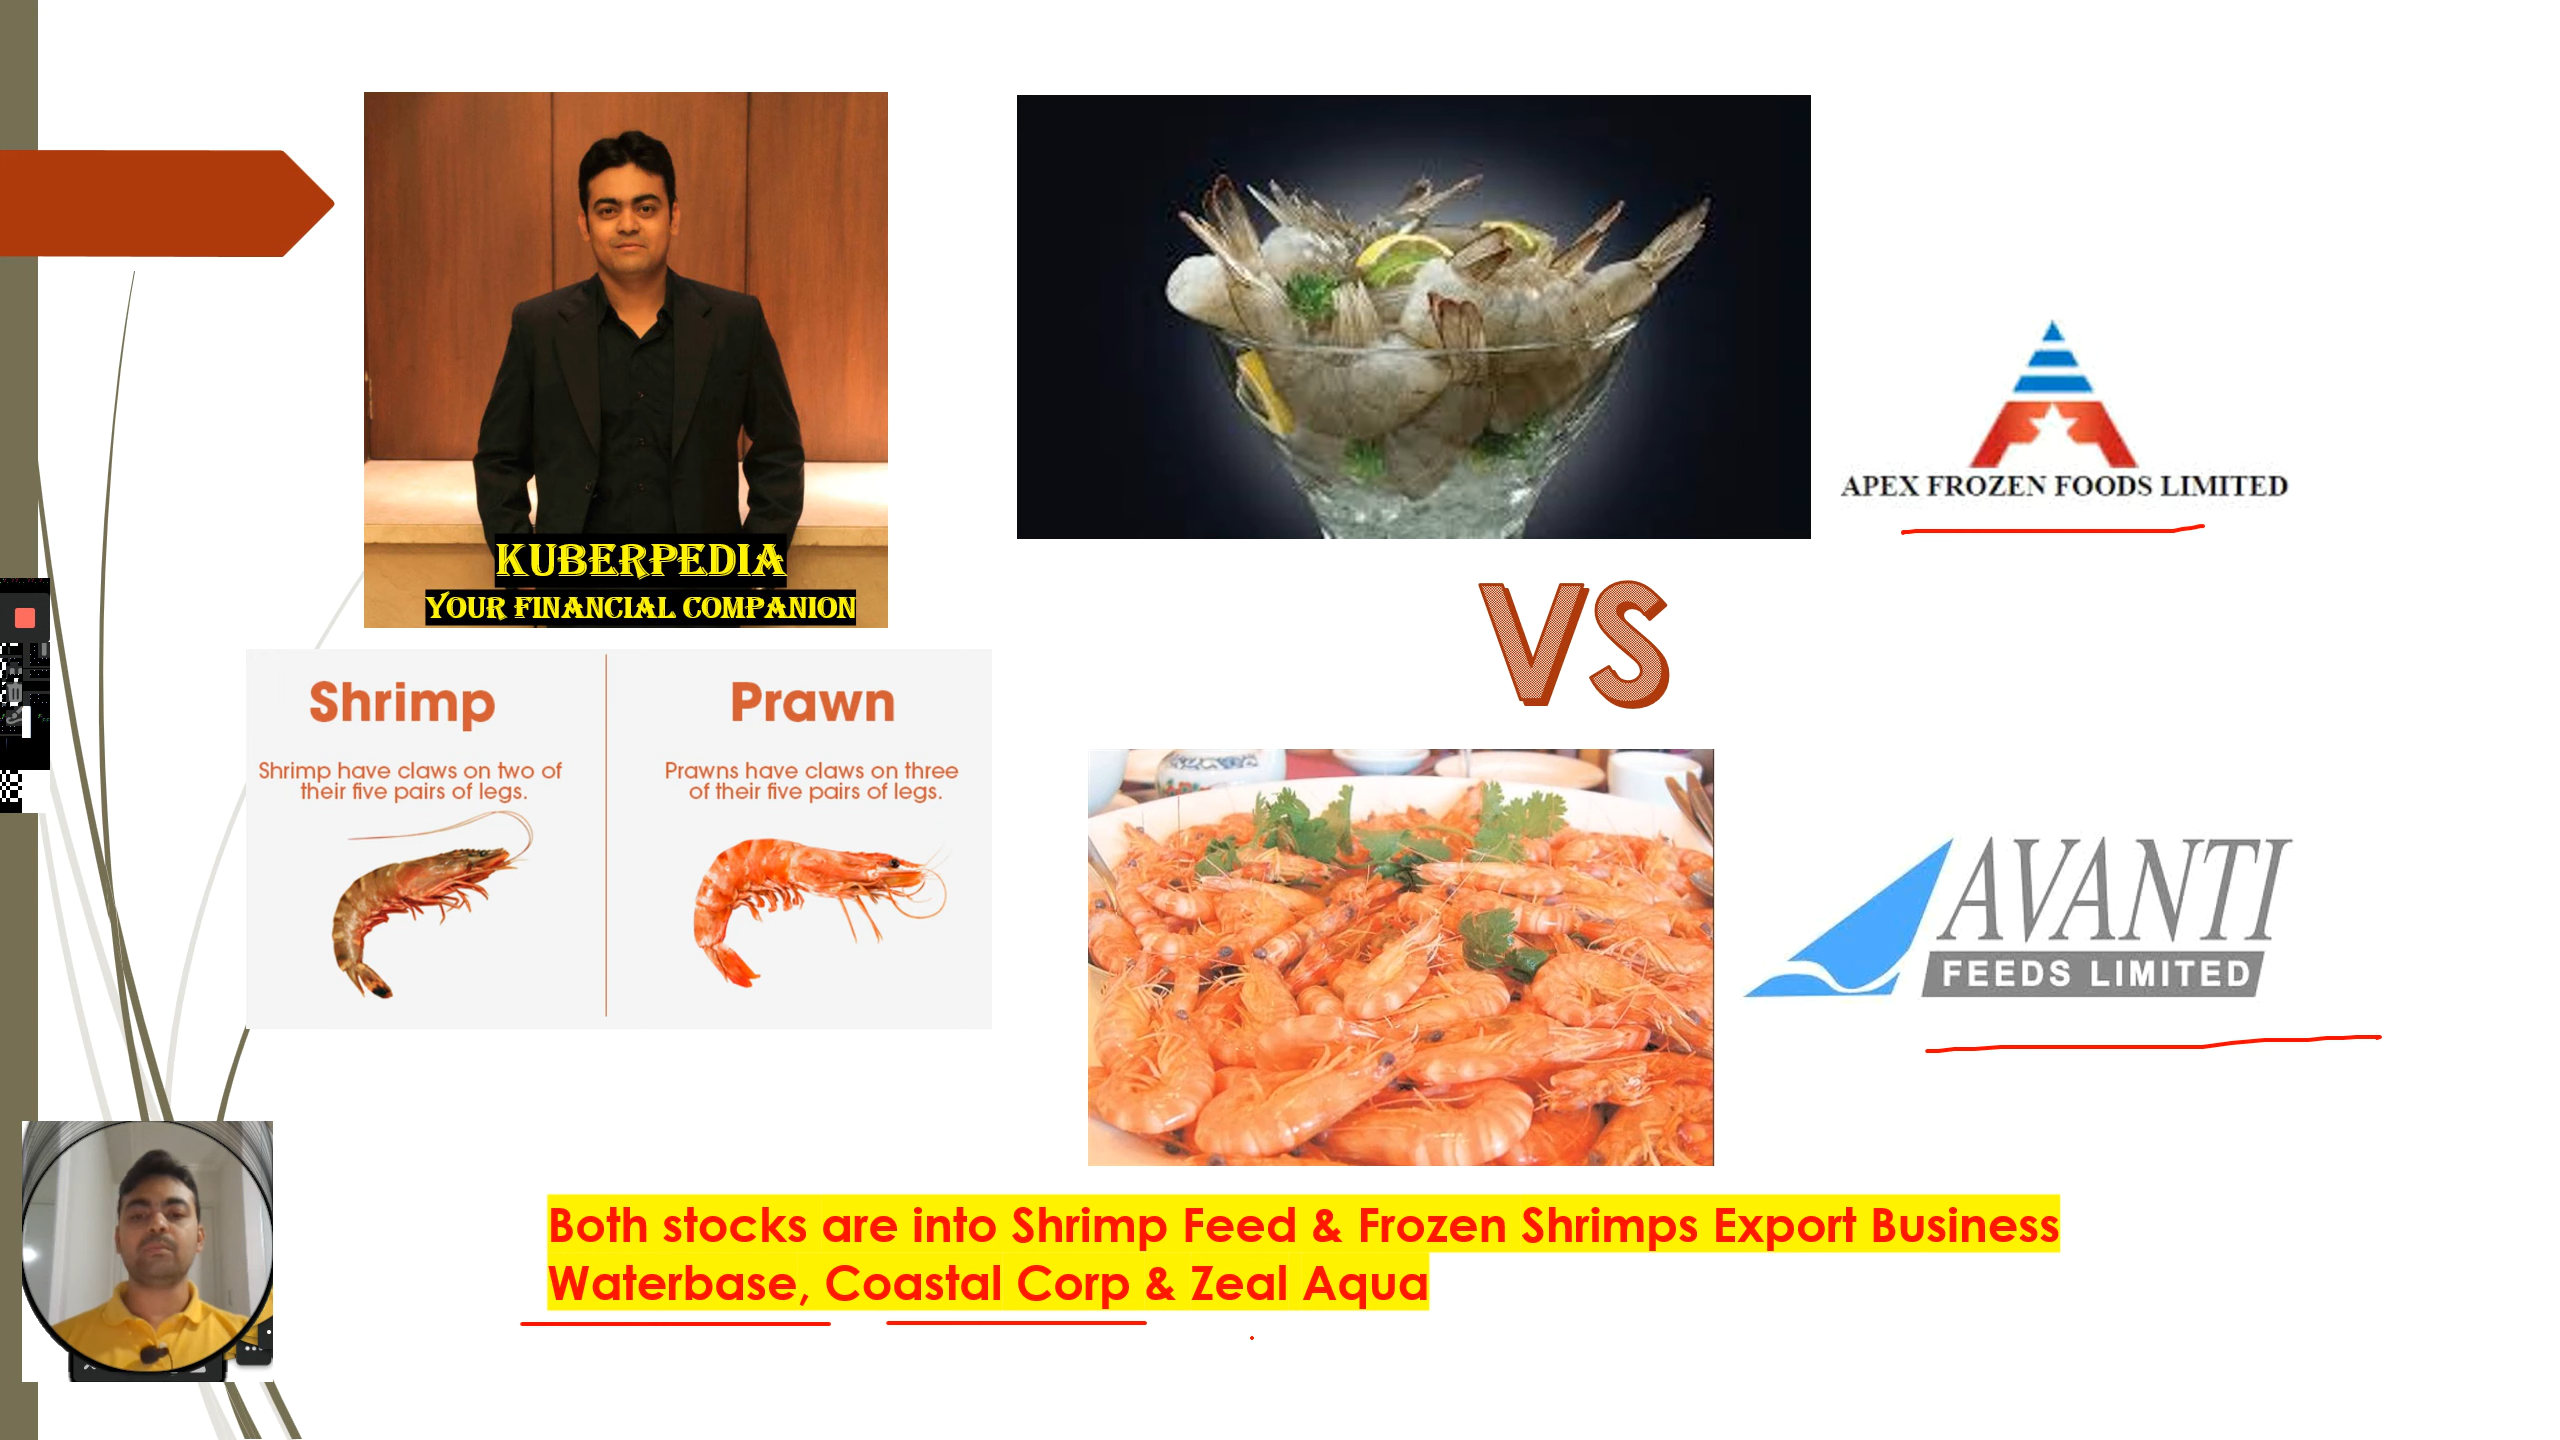 KUBERPEDIA
YOUR FINANCIAL COMPANION
APEX FROZEN FOODS LIMITED
VS
Shrimp
Shrimp have claws on two of
their five pairs of legs.
Prawn
Prawns have claws on three
of their five pairs of legs.
AVANTI
FEEDS LIMITED
Both stocks are into Shrimp Feed & Frozen Shrimps Export Business
Waterbase, Coastal Corp & Zeal Aqua